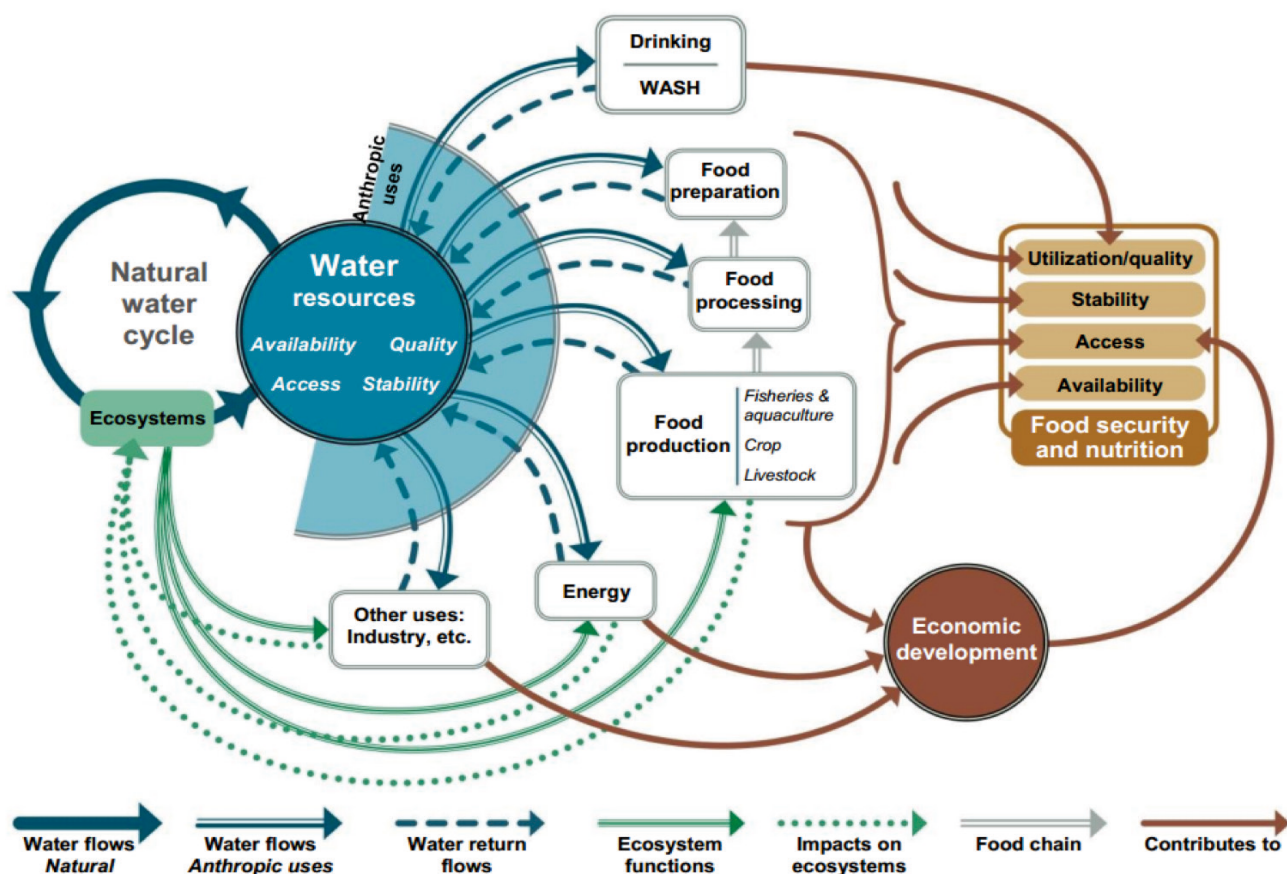 Drinking
WASH
Anthropic
uses
Food
preparation
Natural
water
cycle
Water
resources
Availability Quality
Access Stability
Food
processing
Utilization/quality
Stability
Access
Availability
Food security
and nutrition
Ecosystems
Food
production
Fisheries &
aquaculture
Crop
Livestock
Energy
Other uses:
Industry, etc.
Economic
development
Water flows
Natural
Water flows
Anthropic uses
Water return
flows
Ecosystem
functions
Impacts on
ecosystems
Food chain
Contributes to